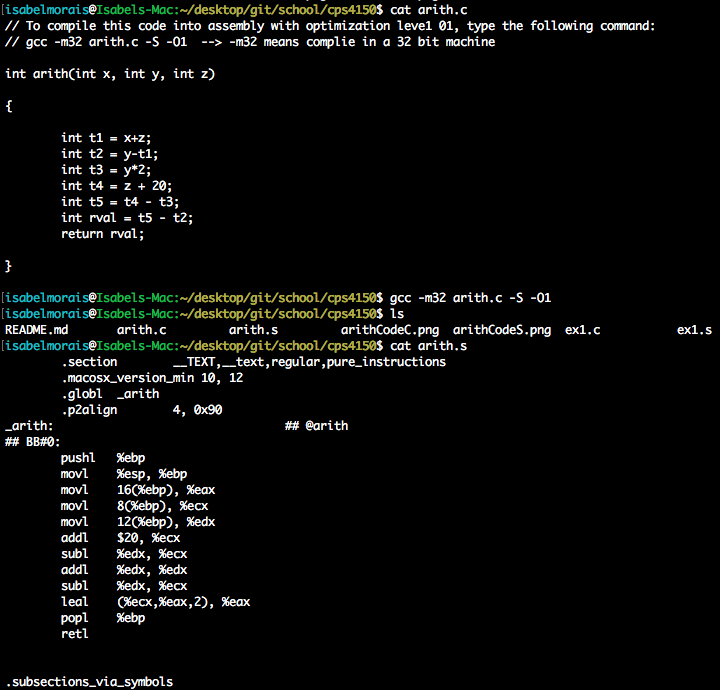 [isabelmorais@Isabels-Mac:~/desktop/git/school/cps4150$ cat arith.c
// To compile this code into assembly with optimization leve1 01, type the following command:
// gcc -m32 arith.c -S -O1  --> -m32 means complie in a 32 bit machine
int arith(int x, int y, int z)
{
int t1 = x+z;
int t2 = y-t1;
int t3 = y*2;
int t4 = z + 20;
int t5 = t4 - t3;
int rval = t5 - t2;
return rval;
}
[isabelmorais@Isabels-Mac:~/desktop/git/school/cps4150$ gcc -m32 arith.c -S -O1
[isabelmorais@Isabels-Mac:~/desktop/git/school/cps4150$ ls
README.md arith.c arith.s arithCodeC.png arithCodeS.png ex1.c ex1.s
[isabelmorais@Isabels-Mac:~/desktop/git/school/cps4150$ cat arith.s
.section __TEXT,__text,regular,pure_instructions
.macosx_version_min 10, 12
.globl _arith
.p2align 4, 0x90
_arith: ## @arith
## BB#0:
pushl %ebp
movl %esp, %ebp
movl 16(%ebp), %eax
movl 8(%ebp), %ecx
movl 12(%ebp), %edx
addl $20, %ecx
subl %edx, %ecx
addl %edx, %edx
subl %edx, %ecx
leal (%ecx,%eax,2), %eax
popl %ebp
retl
.subsections_via_symbols